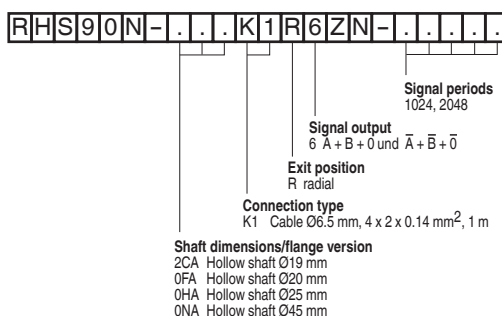 RHS90N-...K1R6ZN-.....
Signal periods
1024, 2048
Signal output
6 A + B + 0 und A̅ + B̅ + 0̅
Exit position
R radial
Connection type
K1 Cable Ø6.5 mm, 4 x 2 x 0.14 mm², 1 m
Shaft dimensions/flange version
2CA Hollow shaft Ø19 mm
0FA Hollow shaft Ø20 mm
0HA Hollow shaft Ø25 mm
0NA Hollow shaft Ø45 mm